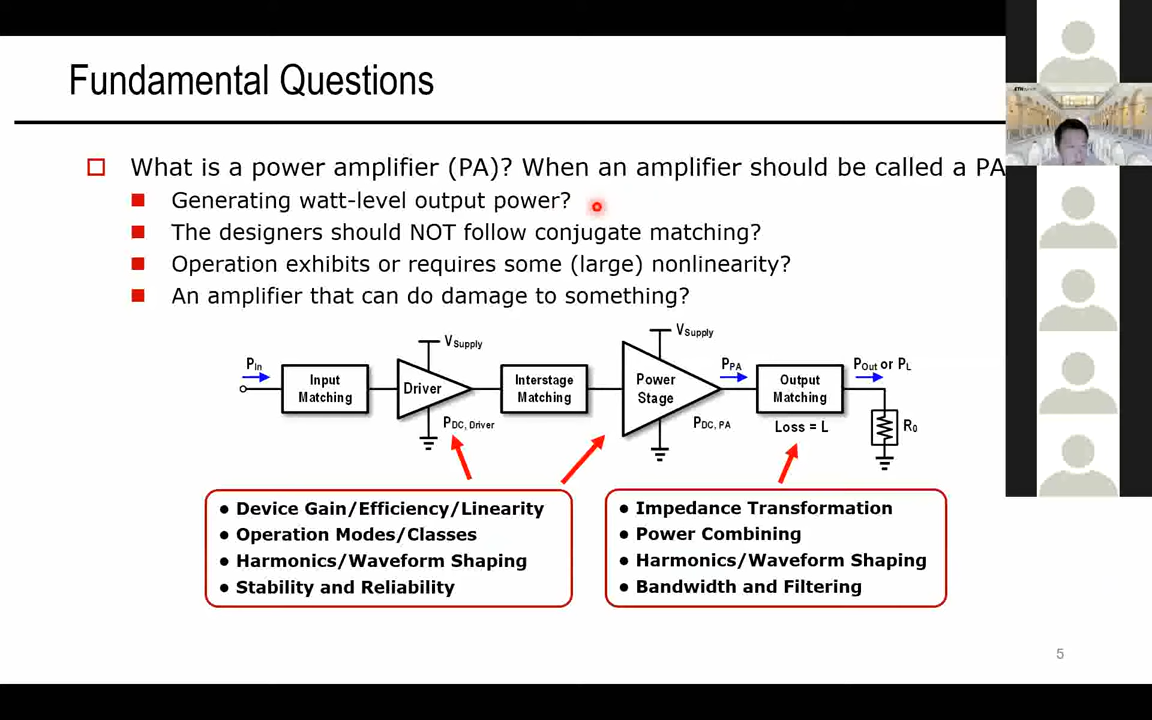 Fundamental Questions
What is a power amplifier (PA)? When an amplifier should be called a PA
Generating watt-level output power?
The designers should NOT follow conjugate matching?
Operation exhibits or requires some (large) nonlinearity?
An amplifier that can do damage to something?
VSupply
VSupply
PIn
PPA
POut or PL
Input
Matching
Driver
Interstage
Matching
Power
Stage
Output
Matching
PDC, Driver
PDC, PA
Loss = L
R0
● Device Gain/Efficiency/Linearity
● Operation Modes/Classes
● Harmonics/Waveform Shaping
● Stability and Reliability
● Impedance Transformation
● Power Combining
● Harmonics/Waveform Shaping
● Bandwidth and Filtering
5
ETH